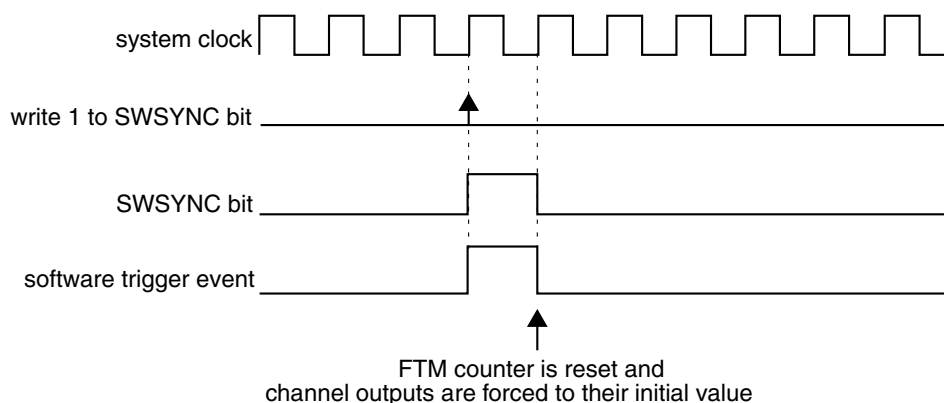 system clock
write 1 to SWSYNC bit
SWSYNC bit
software trigger event
FTM counter is reset and
channel outputs are forced to their initial value